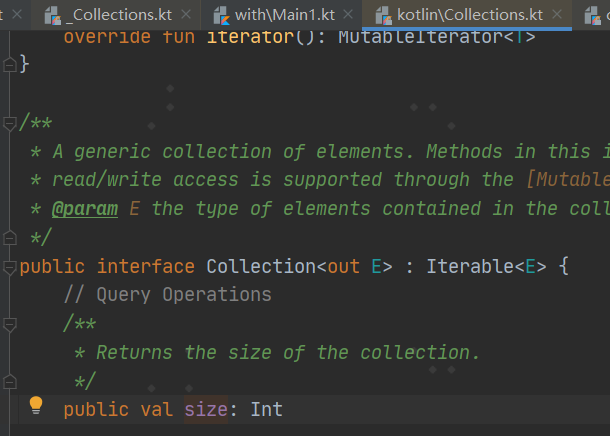 t × _Collections.kt × with\Main1.kt × kotlin\Collections.kt ×
override fun iterator(): MutableIterator<T>
}
/**
* A generic collection of elements. Methods in this i
* read/write access is supported through the [Mutable
* @param E the type of elements contained in the coll
*/
public interface Collection<out E> : Iterable<E> {
// Query Operations
/**
* Returns the size of the collection.
*/
public val size: Int